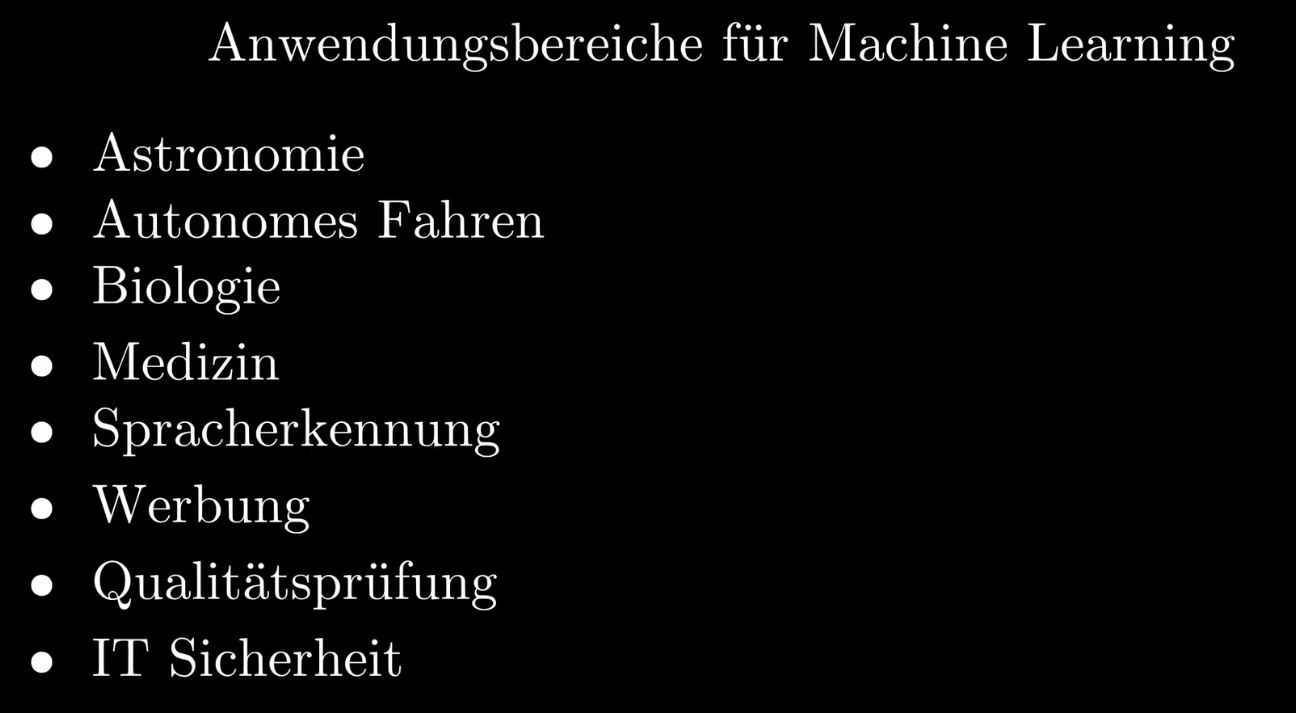 Anwendungsbereiche für Machine Learning
• Astronomie
• Autonomes Fahren
• Biologie
• Medizin
• Spracherkennung
• Werbung
• Qualitätsprüfung
• IT Sicherheit